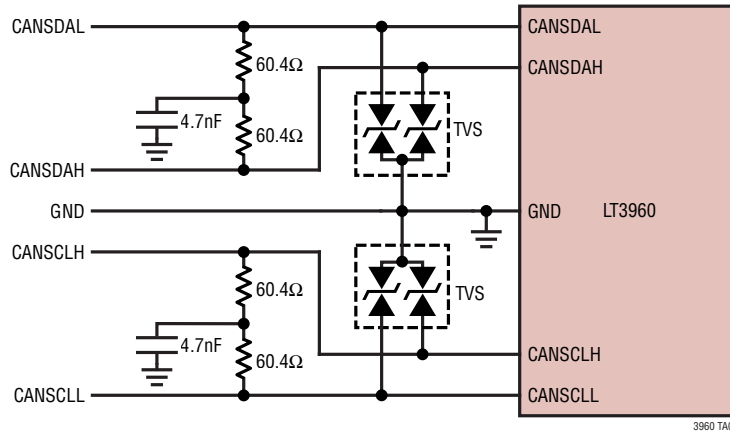 CANSDAL
CANSDAL
60.4Ω
CANSDAH
4.7nF
60.4Ω
TVS
CANSDAH
GND
GND
LT3960
CANSCLH
60.4Ω
TVS
4.7nF
60.4Ω
CANSCLH
CANSCLL
CANSCLL